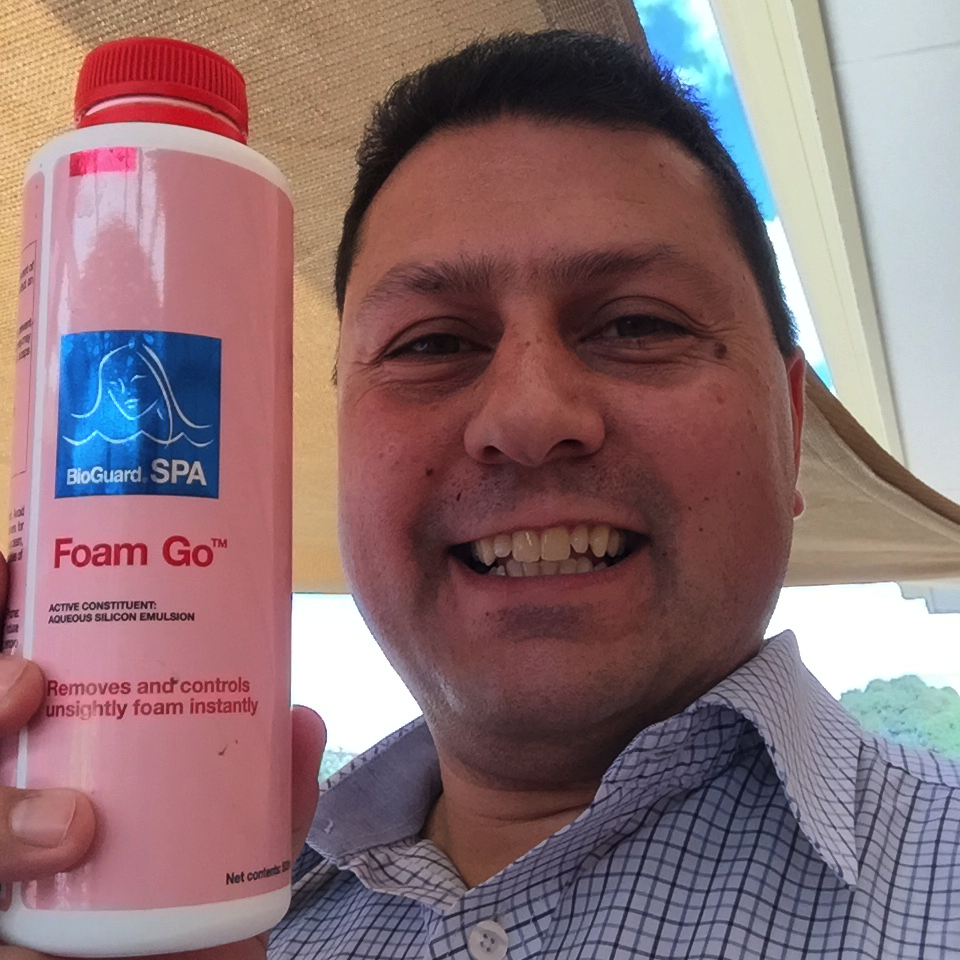 BioGuard SPA
Foam Go™
ACTIVE CONSTITUENT:
AQUEOUS SILICON EMULSION
Removes and controls
unsightly foam instantly
Net contents: